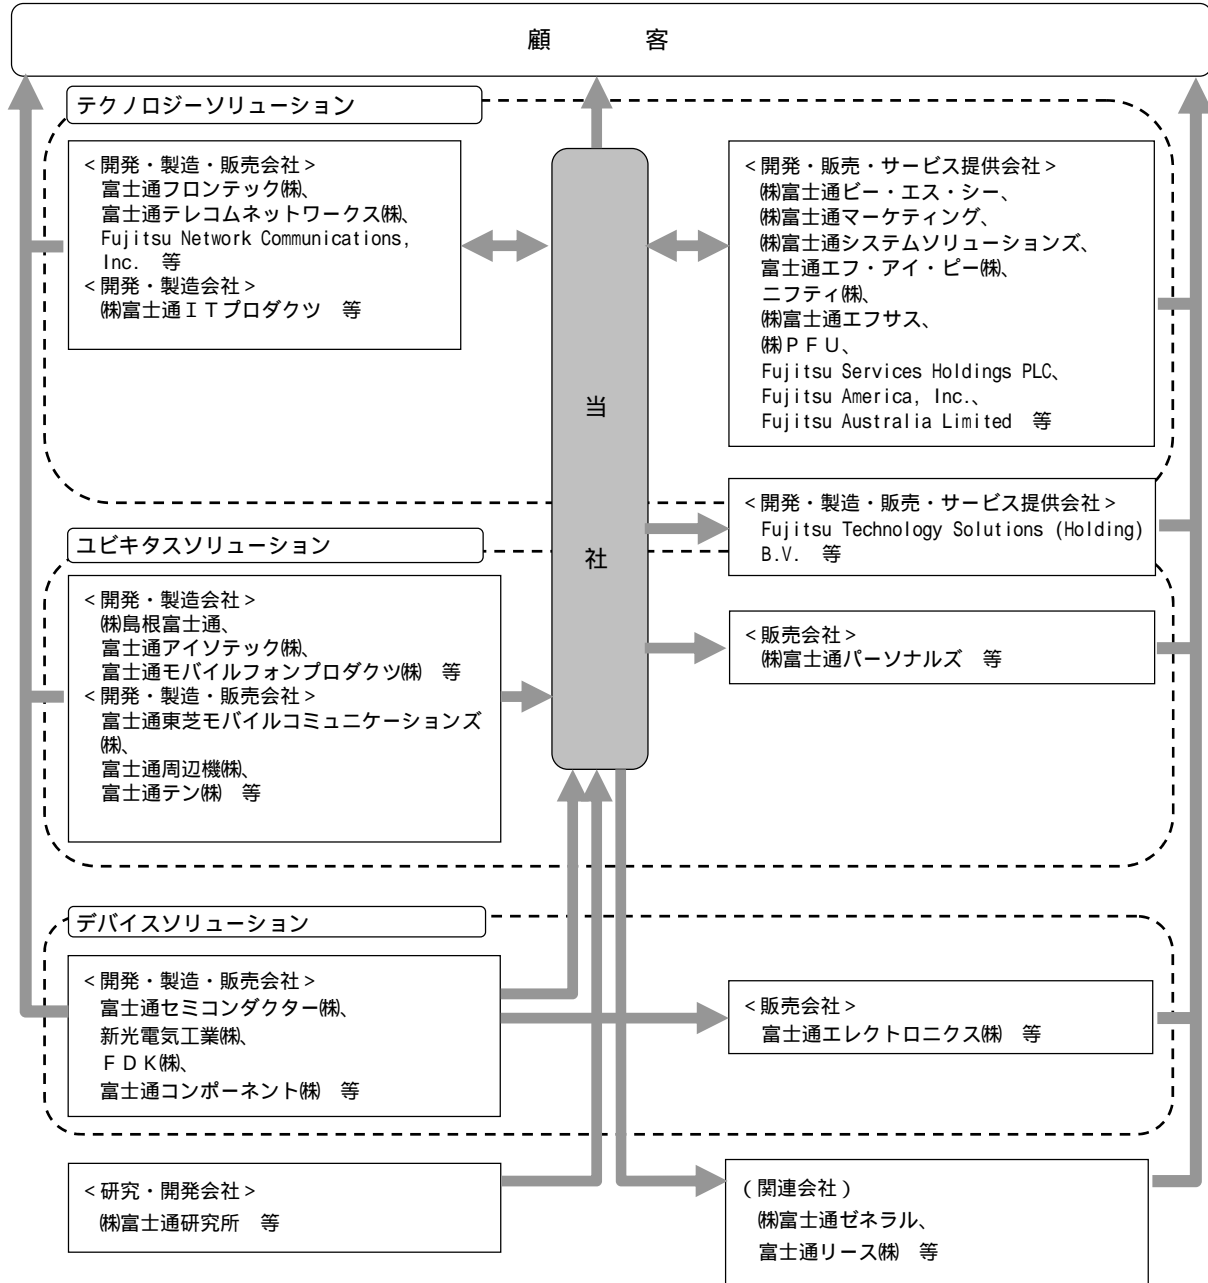 顧　　　客
テクノロジーソリューション
＜開発・製造・販売会社＞
富士通フロンテック㈱、
富士通テレコムネットワークス㈱、
Fujitsu Network Communications,
Inc.　等
＜開発・製造会社＞
㈱富士通ＩＴプロダクツ　等
＜開発・販売・サービス提供会社＞
㈱富士通ビー・エス・シー、
㈱富士通マーケティング、
㈱富士通システムソリューションズ、
富士通エフ・アイ・ピー㈱、
ニフティ㈱、
㈱富士通エフサス、
㈱ＰＦＵ、
Fujitsu Services Holdings PLC、
Fujitsu America, Inc.、
Fujitsu Australia Limited　等
当
社
＜開発・製造・販売・サービス提供会社＞
Fujitsu Technology Solutions (Holding)
B.V.　等
ユビキタスソリューション
＜開発・製造会社＞
㈱島根富士通、
富士通アイソテック㈱、
富士通モバイルフォンプロダクツ㈱　等
＜開発・製造・販売会社＞
富士通東芝モバイルコミュニケーションズ
㈱、
富士通周辺機㈱、
富士通テン㈱　等
＜販売会社＞
㈱富士通パーソナルズ　等
デバイスソリューション
＜開発・製造・販売会社＞
富士通セミコンダクター㈱、
新光電気工業㈱、
ＦＤＫ㈱、
富士通コンポーネント㈱　等
＜販売会社＞
富士通エレクトロニクス㈱　等
＜研究・開発会社＞
㈱富士通研究所　等
（関連会社）
㈱富士通ゼネラル、
富士通リース㈱　等